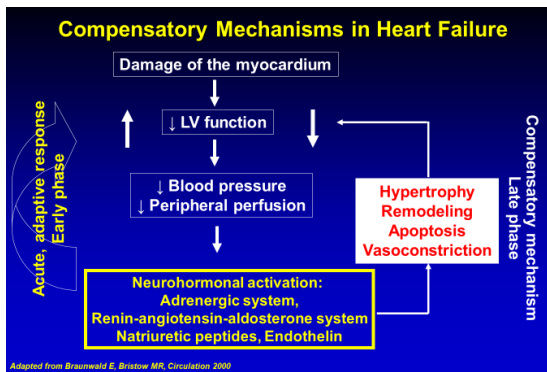 Compensatory Mechanisms in Heart Failure
Damage of the myocardium
↓ LV function
↓ Blood pressure
↓ Peripheral perfusion
Neurohormonal activation:
Adrenergic system,
Renin-angiotensin-aldosterone system
Natriuretic peptides, Endothelin
Acute, adaptive response
Early phase
Hypertrophy
Remodeling
Apoptosis
Vasoconstriction
Compensatory mechanism
Late phase
Adapted from Braunwald E, Bristow MR, Circulation 2000